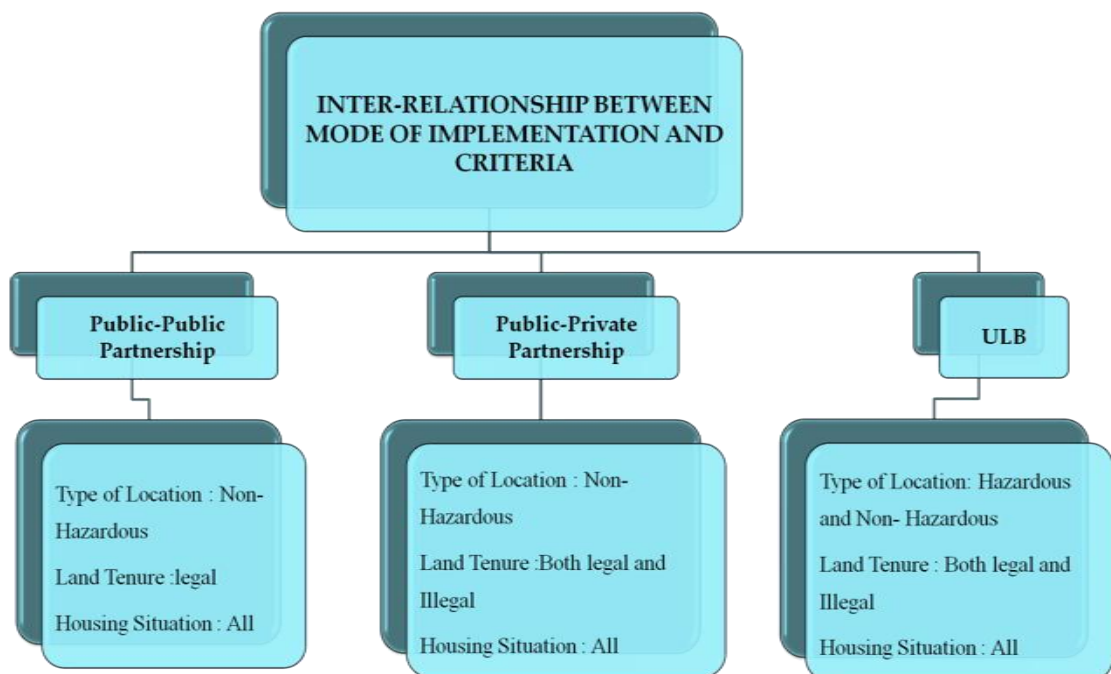 INTER-RELATIONSHIP BETWEEN
MODE OF IMPLEMENTATION AND
CRITERIA
Public-Public
Partnership
Public-Private
Partnership
ULB
Type of Location : Non-
Hazardous
Land Tenure :legal
Housing Situation : All
Type of Location : Non-
Hazardous
Land Tenure :Both legal and
Illegal
Housing Situation : All
Type of Location: Hazardous
and Non- Hazardous
Land Tenure : Both legal and
Illegal
Housing Situation : All